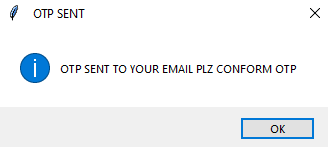 OTP SENT
OTP SENT TO YOUR EMAIL PLZ CONFORM OTP
OK